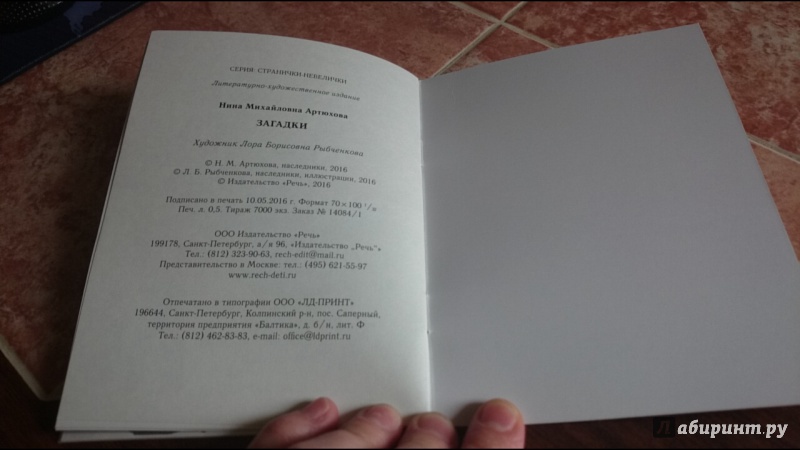 СЕРИЯ: СТРАНИЧКИ-НЕВЕЛИЧКИ
Литературно-художественное издание
Нина Михайловна Артюхова
ЗАГАДКИ
Художник Лора Борисовна Рыбченкова
© Н. М. Артюхова, наследники, 2016
© Л. Б. Рыбченкова, наследники, иллюстрации, 2016
© Издательство «Речь», 2016
Подписано в печать 10.05.2016 г. Формат 70 х 100 1/16
Печ. л. 0,5. Тираж 7000 экз. Заказ № 14084/1
ООО Издательство «Речь»
199178, Санкт-Петербург, а/я 96, «Издательство „Речь“»
Тел.: (812) 323-90-63, rech-edit@mail.ru
Представительство в Москве: тел.: (495) 621-55-97
www.rech-deti.ru
Отпечатано в типографии ООО «ЛД-ПРИНТ»
196644, Санкт-Петербург, Колпинский р-н, пос. Саперный,
территория предприятия «Балтика», д. б/н, лит. Ф
Тел.: (812) 462-83-83, e-mail: office@ldprint.ru
Лабиринт.ру